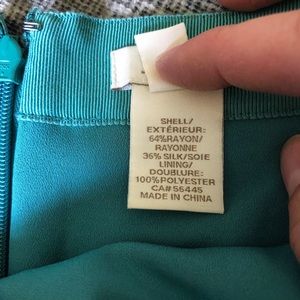 SHELL/
EXTÉRIEUR:
64%RAYON/
RAYONNE
36% SILK/SOIE
LINING/
DOUBLURE:
100%POLYESTER
CA#56445
MADE IN CHINA